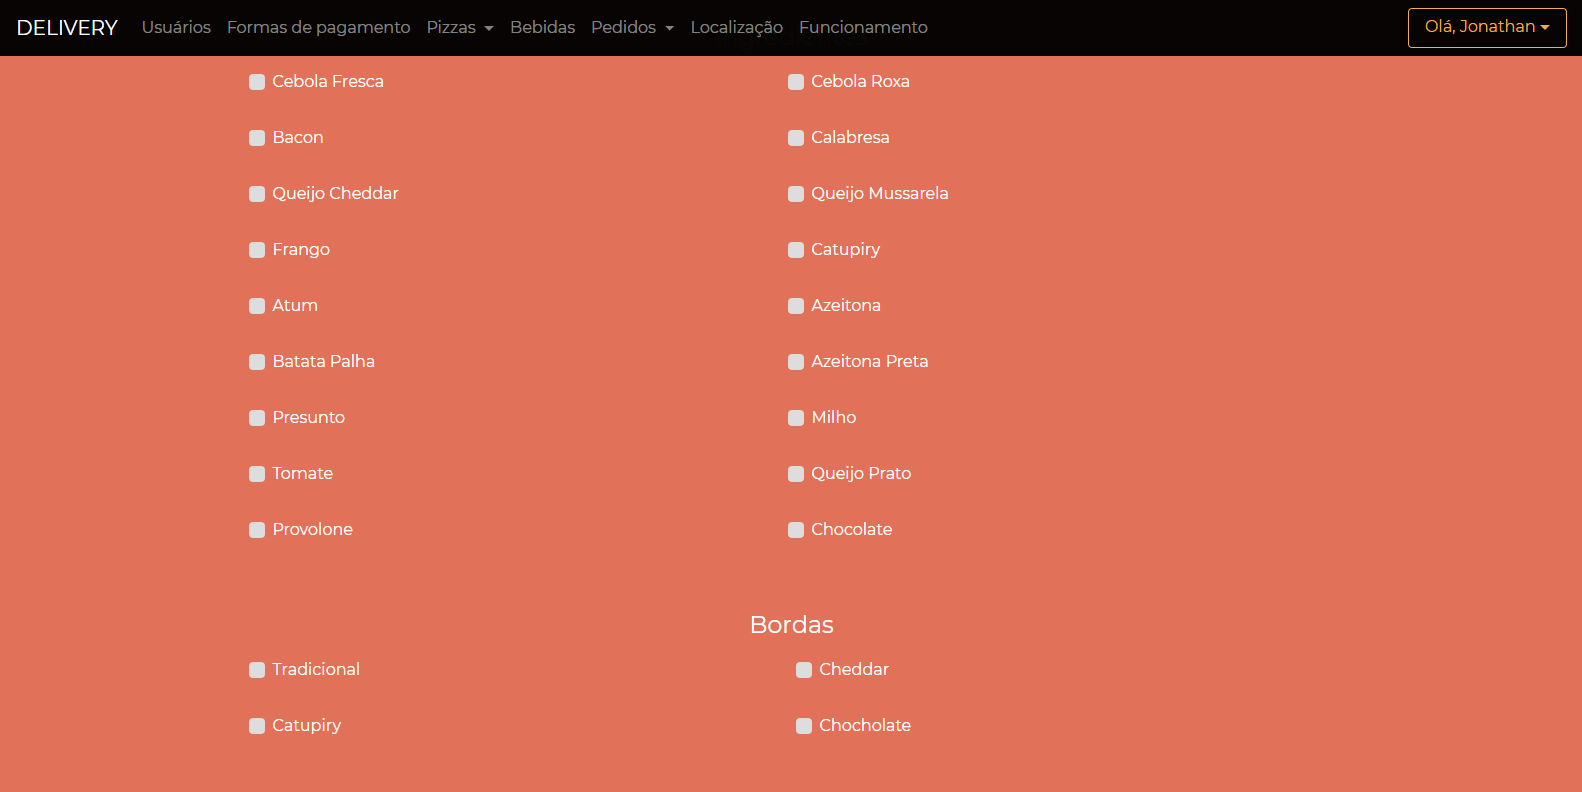 DELIVERY Usuários Formas de pagamento Pizzas Bebidas Pedidos Localização Funcionamento Olá, Jonathan
Cebola Fresca Cebola Roxa
Bacon Calabresa
Queijo Cheddar Queijo Mussarela
Frango Catupiry
Atum Azeitona
Batata Palha Azeitona Preta
Presunto Milho
Tomate Queijo Prato
Provolone Chocolate
Bordas
Tradicional Cheddar
Catupiry Chocholate